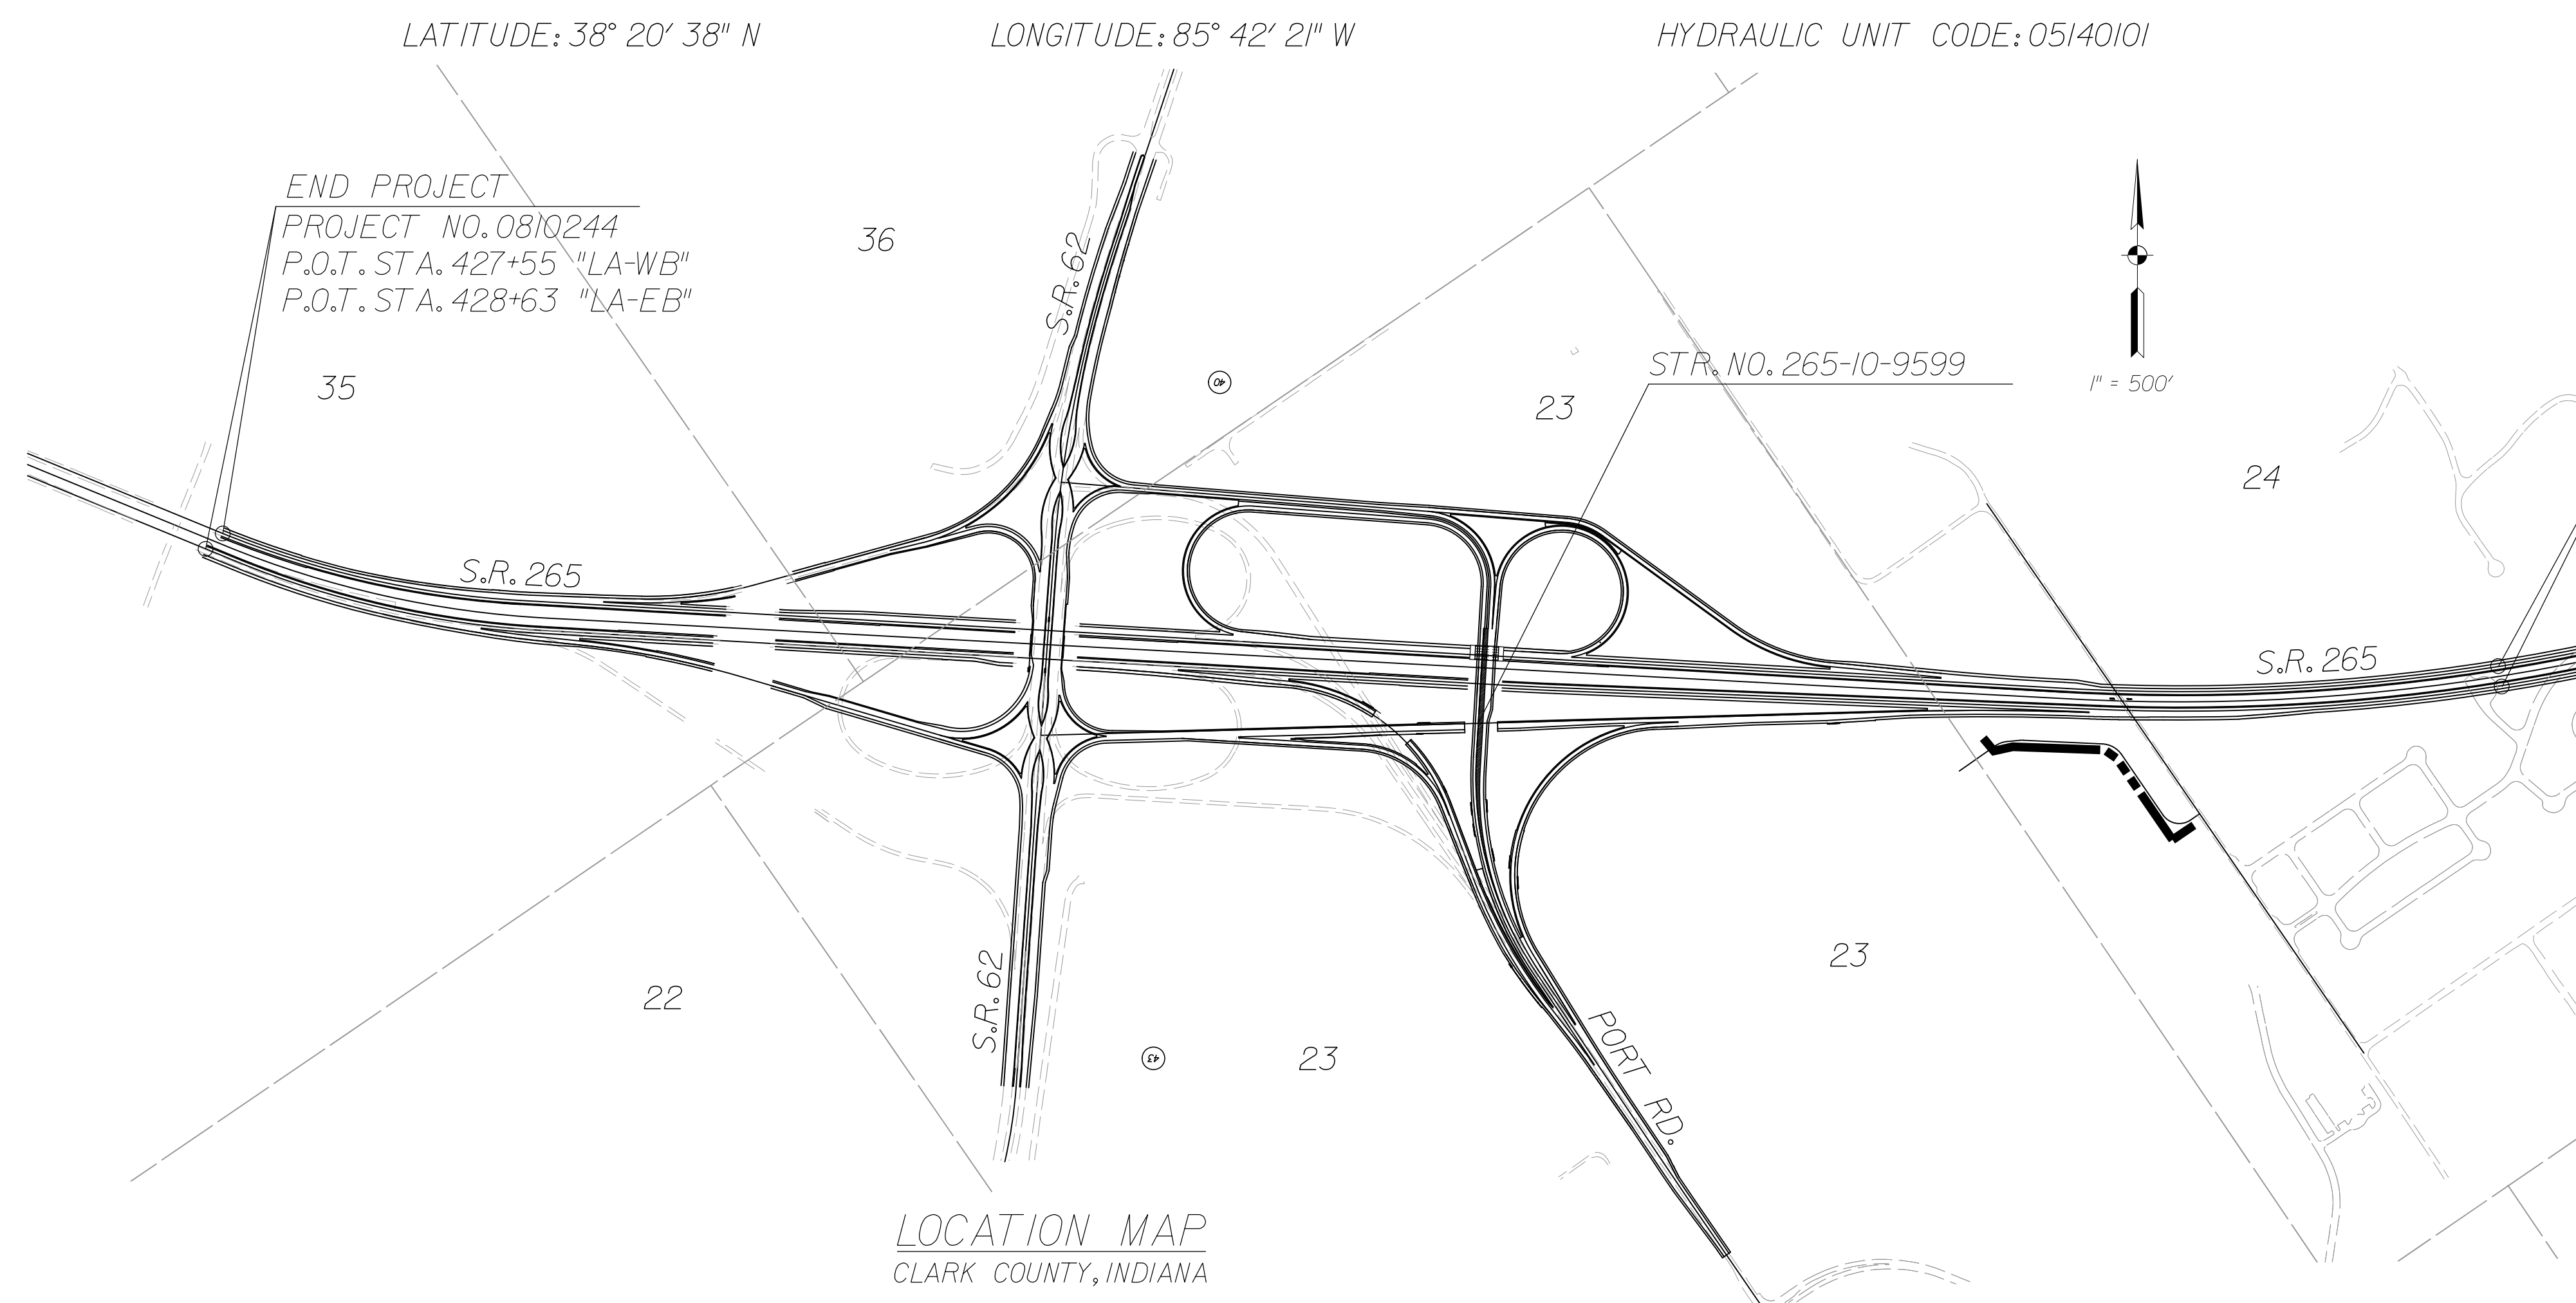 LATITUDE: 38° 20' 38" N
LONGITUDE: 85° 42' 21" W
HYDRAULIC UNIT CODE: 05140101
END PROJECT
PROJECT NO. 0810244
P.O.T. STA. 427+55 "LA-WB"
P.O.T. STA. 428+63 "LA-EB"
36
S.R. 62
35
40
STR. NO. 265-10-9599
1" = 500'
23
24
S.R. 265
S.R. 265
22
S.R. 62
43
23
23
PORT RD.
LOCATION MAP
CLARK COUNTY, INDIANA